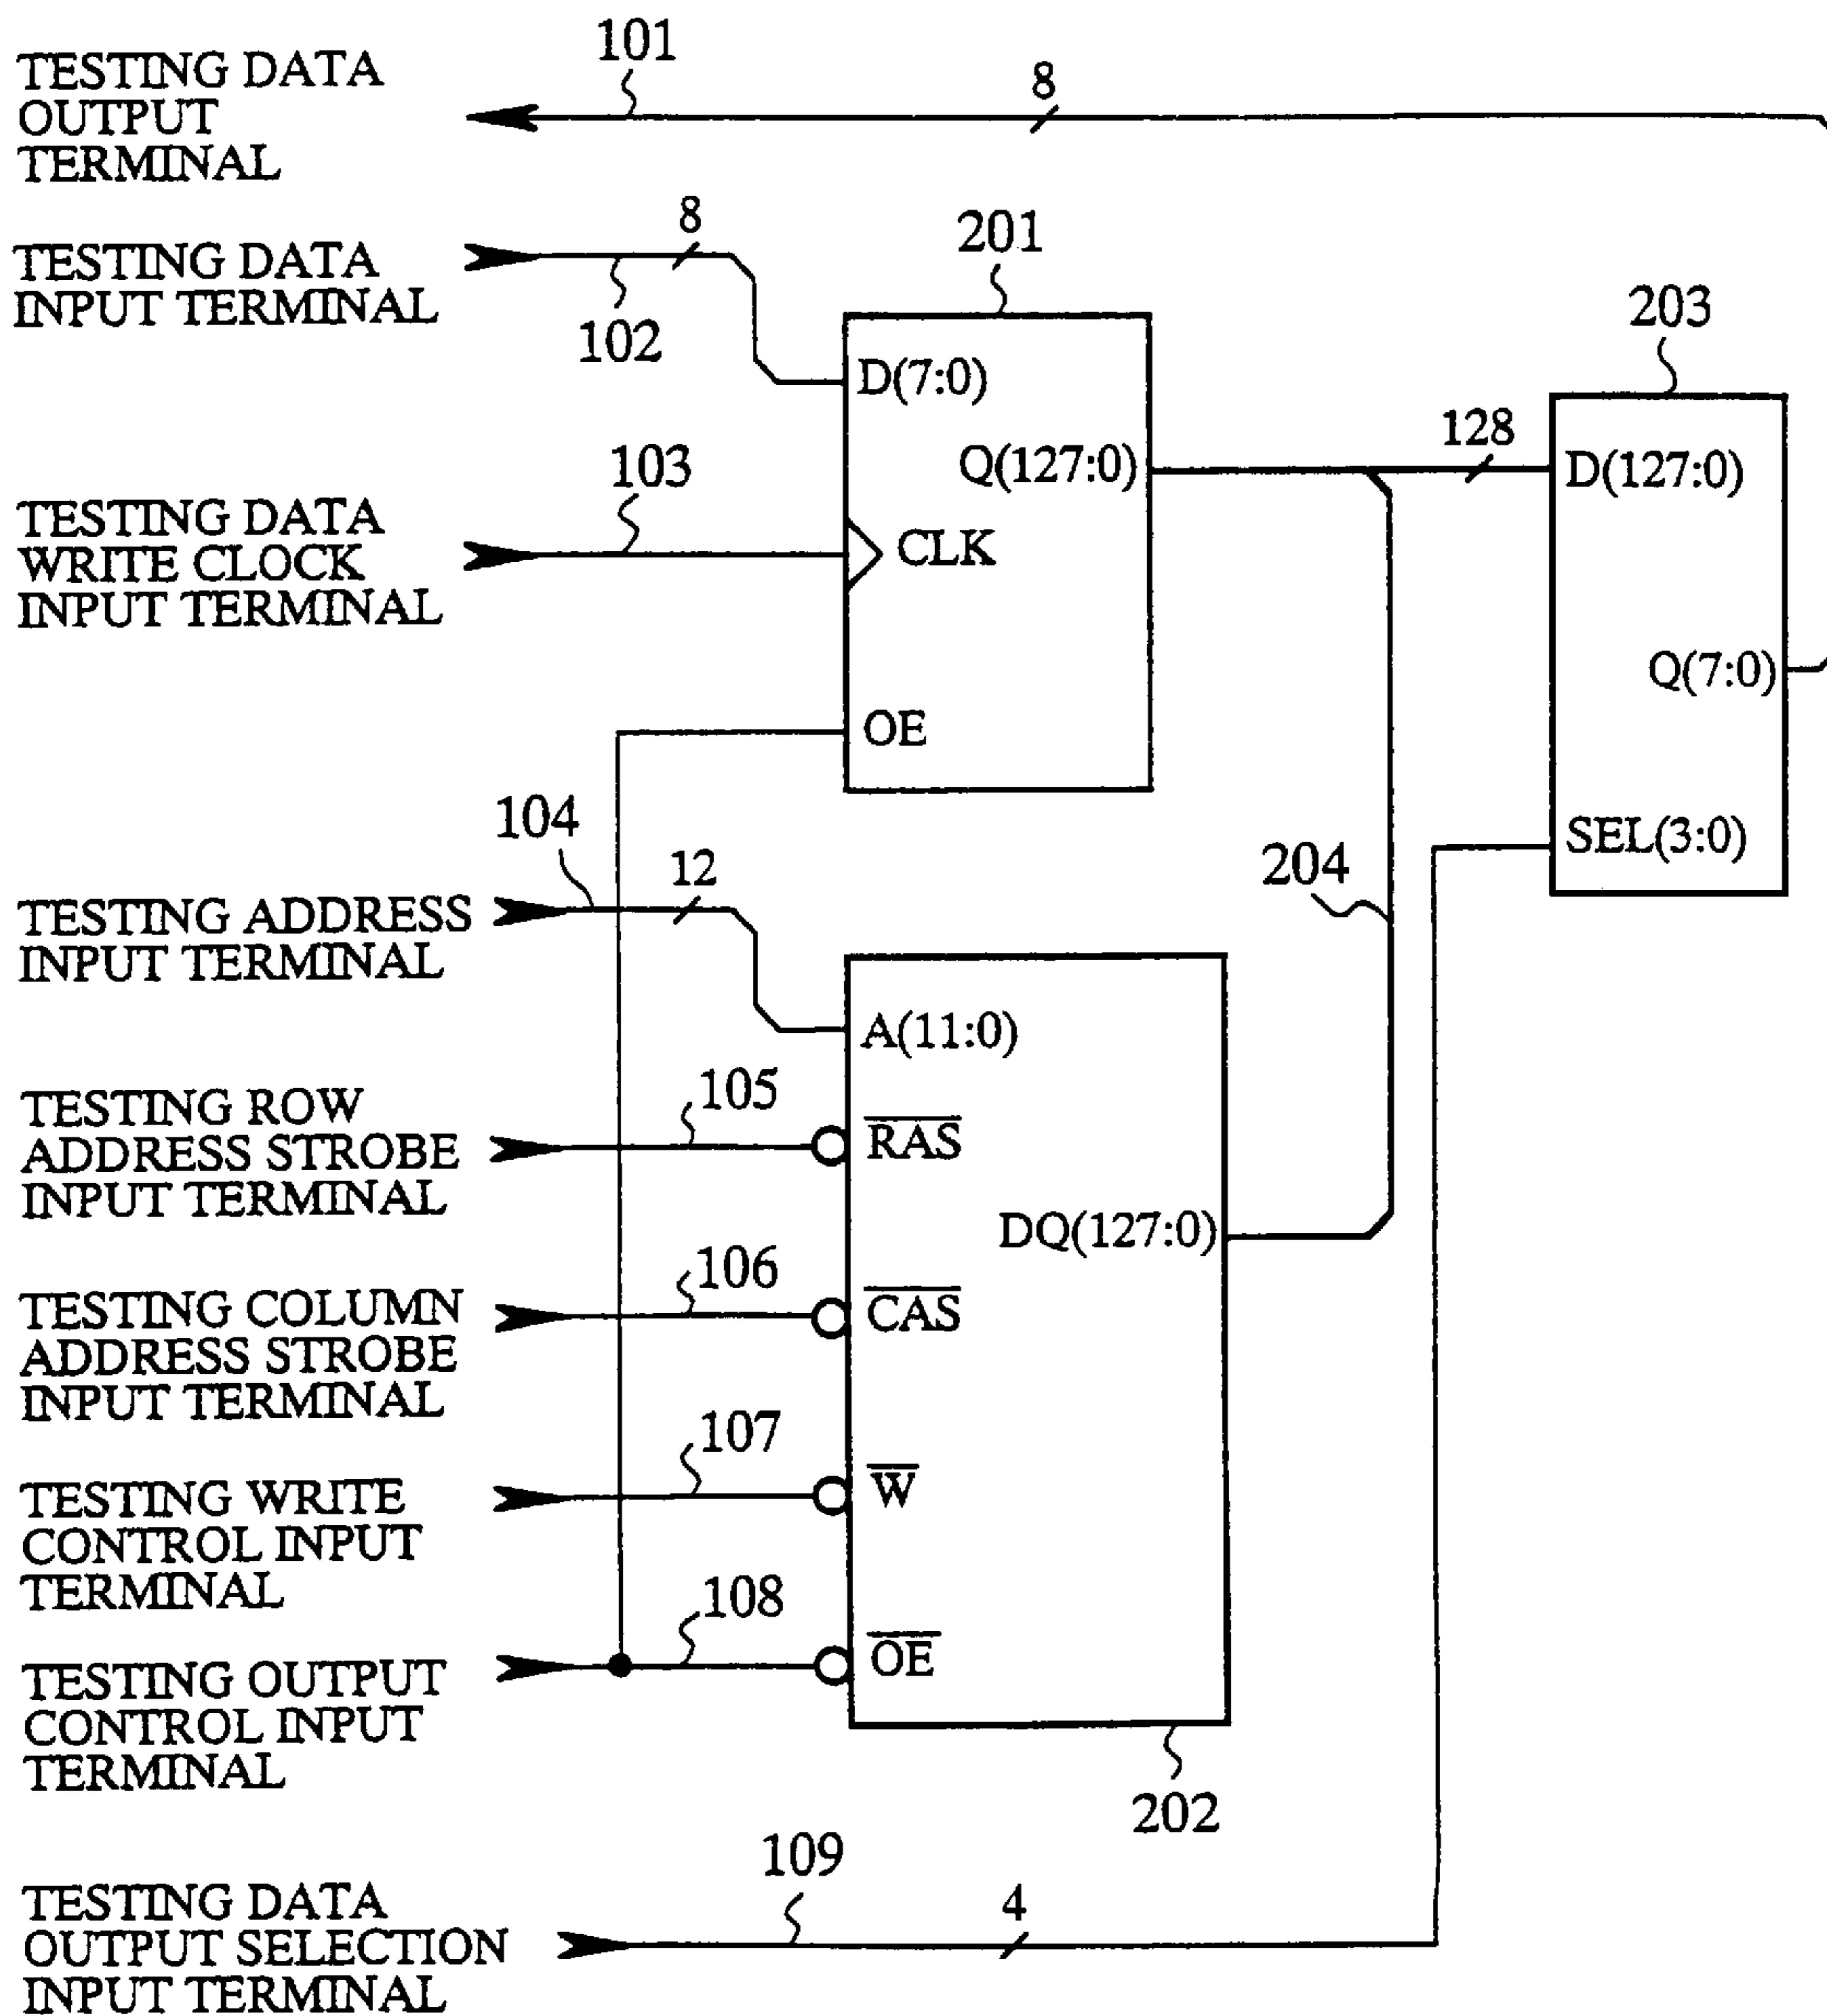 101
TESTING DATA
OUTPUT
TERMINAL
8
TESTING DATA
INPUT TERMINAL
8
102
201
203
D(7:0)
Q(127:0)
CLK
OE
128
D(127:0)
Q(7:0)
SEL(3:0)
TESTING DATA
WRITE CLOCK
INPUT TERMINAL
103
104
12
TESTING ADDRESS
INPUT TERMINAL
204
A(11:0)
TESTING ROW
ADDRESS STROBE
INPUT TERMINAL
105
R̅A̅S̅
DQ(127:0)
TESTING COLUMN
ADDRESS STROBE
INPUT TERMINAL
106
C̅A̅S̅
TESTING WRITE
CONTROL INPUT
TERMINAL
107
W̅
TESTING OUTPUT
CONTROL INPUT
TERMINAL
108
O̅E̅
202
TESTING DATA
OUTPUT SELECTION
INPUT TERMINAL
109
4